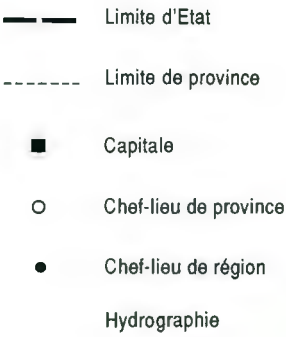 Limite d'Etat
Limite de province
Capitale
Chef-lieu de province
Chef-lieu de région
Hydrographie